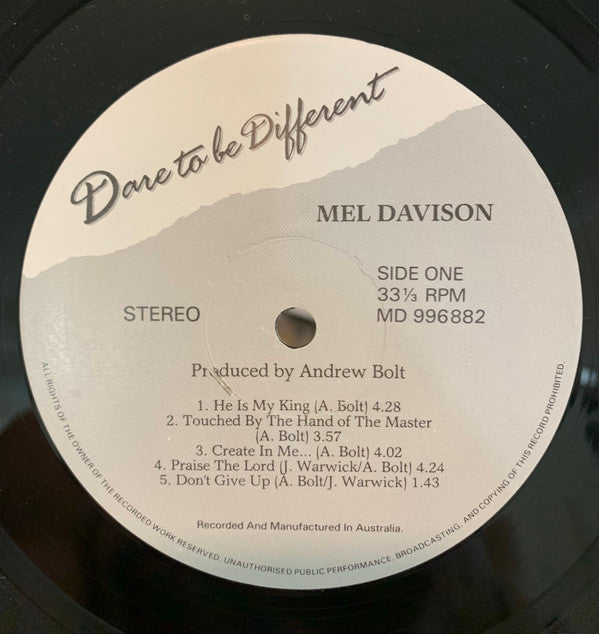 Dare to be Different
MEL DAVISON
SIDE ONE
33⅓ RPM
STEREO
MD 996882
Produced by Andrew Bolt
1. He Is My King (A. Bolt) 4.28
2. Touched By The Hand of The Master
(A. Bolt) 3.57
3. Create In Me... (A. Bolt) 4.02
4. Praise The Lord (J. Warwick/A. Bolt) 4.24
5. Don't Give Up (A. Bolt/J. Warwick) 1.43
Recorded And Manufactured In Australia.
ALL RIGHTS OF THE OWNER OF THE RECORDED WORK RESERVED. UNAUTHORISED PUBLIC PERFORMANCE, BROADCASTING, AND COPYING OF THIS RECORD PROHIBITED.